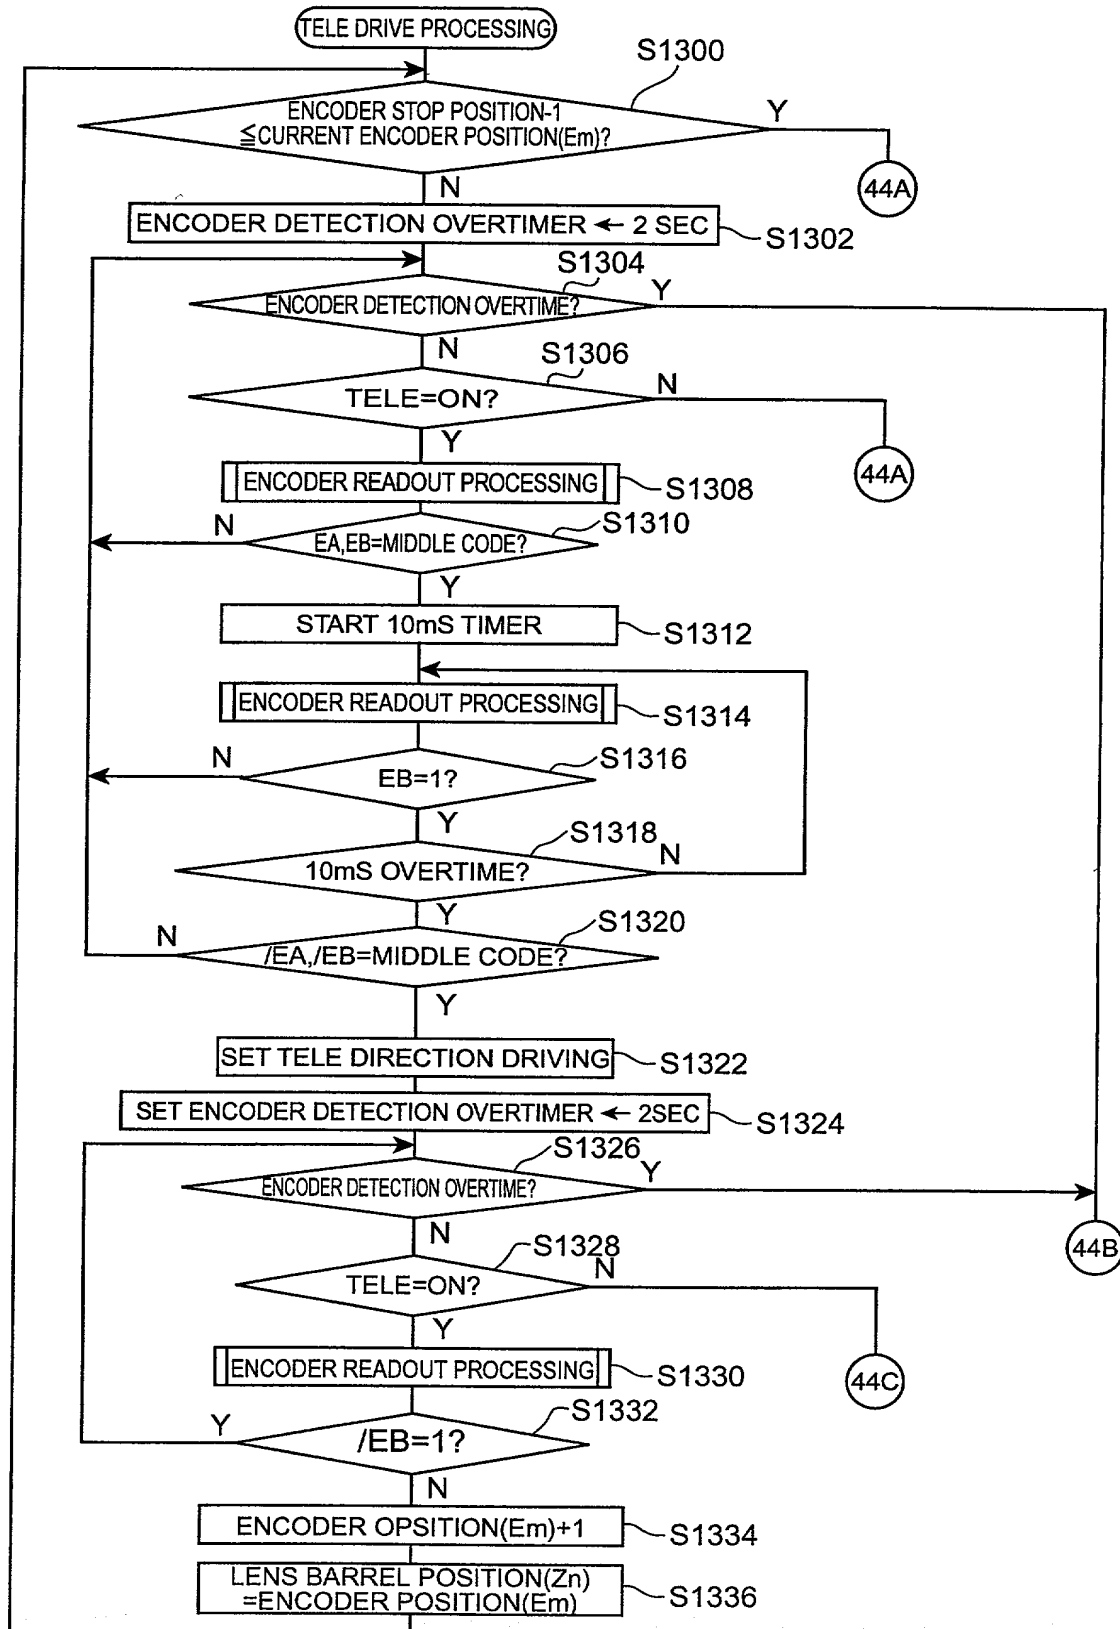 TELE DRIVE PROCESSING
S1300
ENCODER STOP POSITION-1
≦CURRENT ENCODER POSITION(Em)?
Y
44A
N
ENCODER DETECTION OVERTIMER ← 2 SEC
S1302
S1304
ENCODER DETECTION OVERTIME?
Y
N
S1306
TELE=ON?
N
44A
Y
ENCODER READOUT PROCESSING
S1308
S1310
N
EA,EB=MIDDLE CODE?
Y
START 10mS TIMER
S1312
ENCODER READOUT PROCESSING
S1314
N
S1316
EB=1?
Y
S1318
10mS OVERTIME?
N
Y
S1320
N
/EA,/EB=MIDDLE CODE?
Y
SET TELE DIRECTION DRIVING
S1322
SET ENCODER DETECTION OVERTIMER ← 2SEC
S1324
S1326
Y
ENCODER DETECTION OVERTIME?
N
44B
S1328
N
TELE=ON?
Y
ENCODER READOUT PROCESSING
S1330
44C
S1332
Y
/EB=1?
N
ENCODER OPSITION(Em)+1
S1334
LENS BARREL POSITION(Zn)
=ENCODER POSITION(Em)
S1336